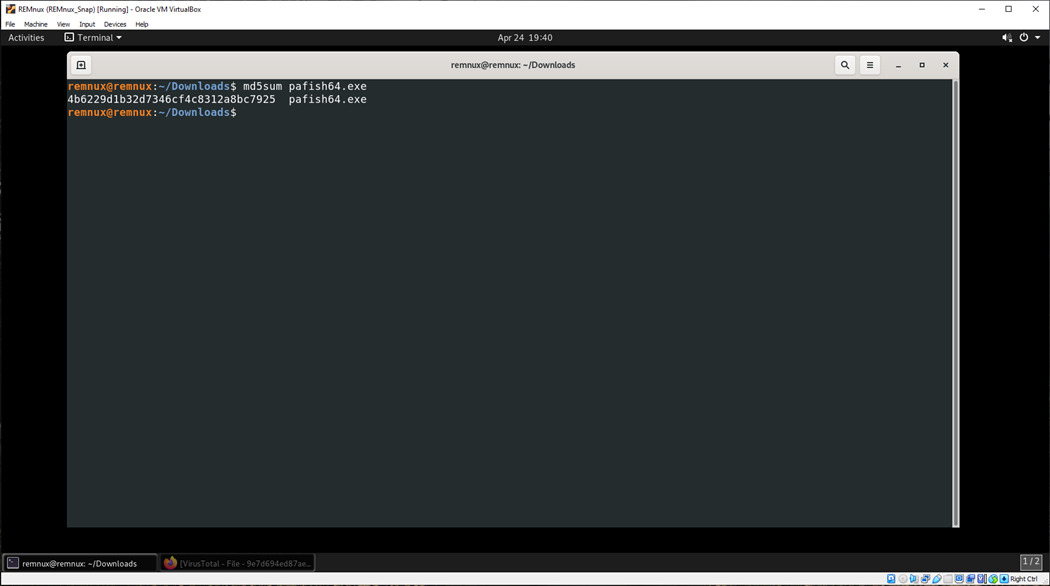 REMnux (REMnux_Snap) [Running] - Oracle VM VirtualBox
File Machine View Input Devices Help
Activities Terminal Apr 24 19:40
remnux@remnux: ~/Downloads
remnux@remnux:~/Downloads$ md5sum pafish64.exe
4b6229d1b32d7346cf4c8312a8bc7925  pafish64.exe
remnux@remnux:~/Downloads$
remnux@remnux: ~/Downloads [VirusTotal - File - 9e7d694ed87ae... 1 / 2
Right Ctrl